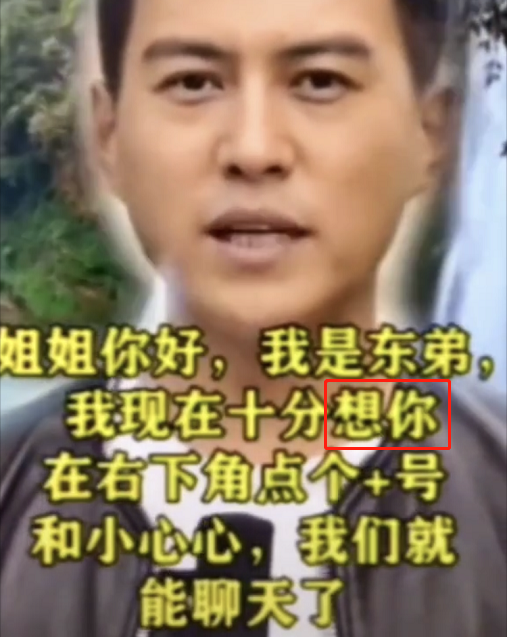 姐姐你好，我是东弟，
我现在十分想你
在右下角点个+号
和小心心，我们就
能聊天了